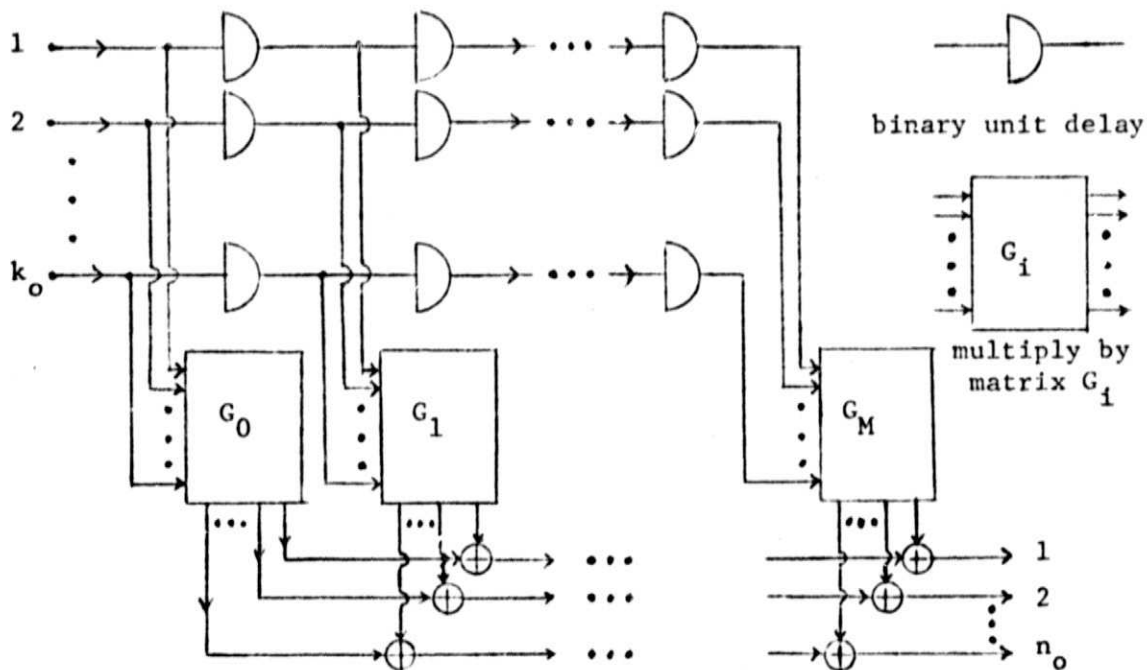 1
2
k_o
binary unit delay
G_i
multiply by
matrix G_i
G_0
G_1
G_M
1
2
n_o